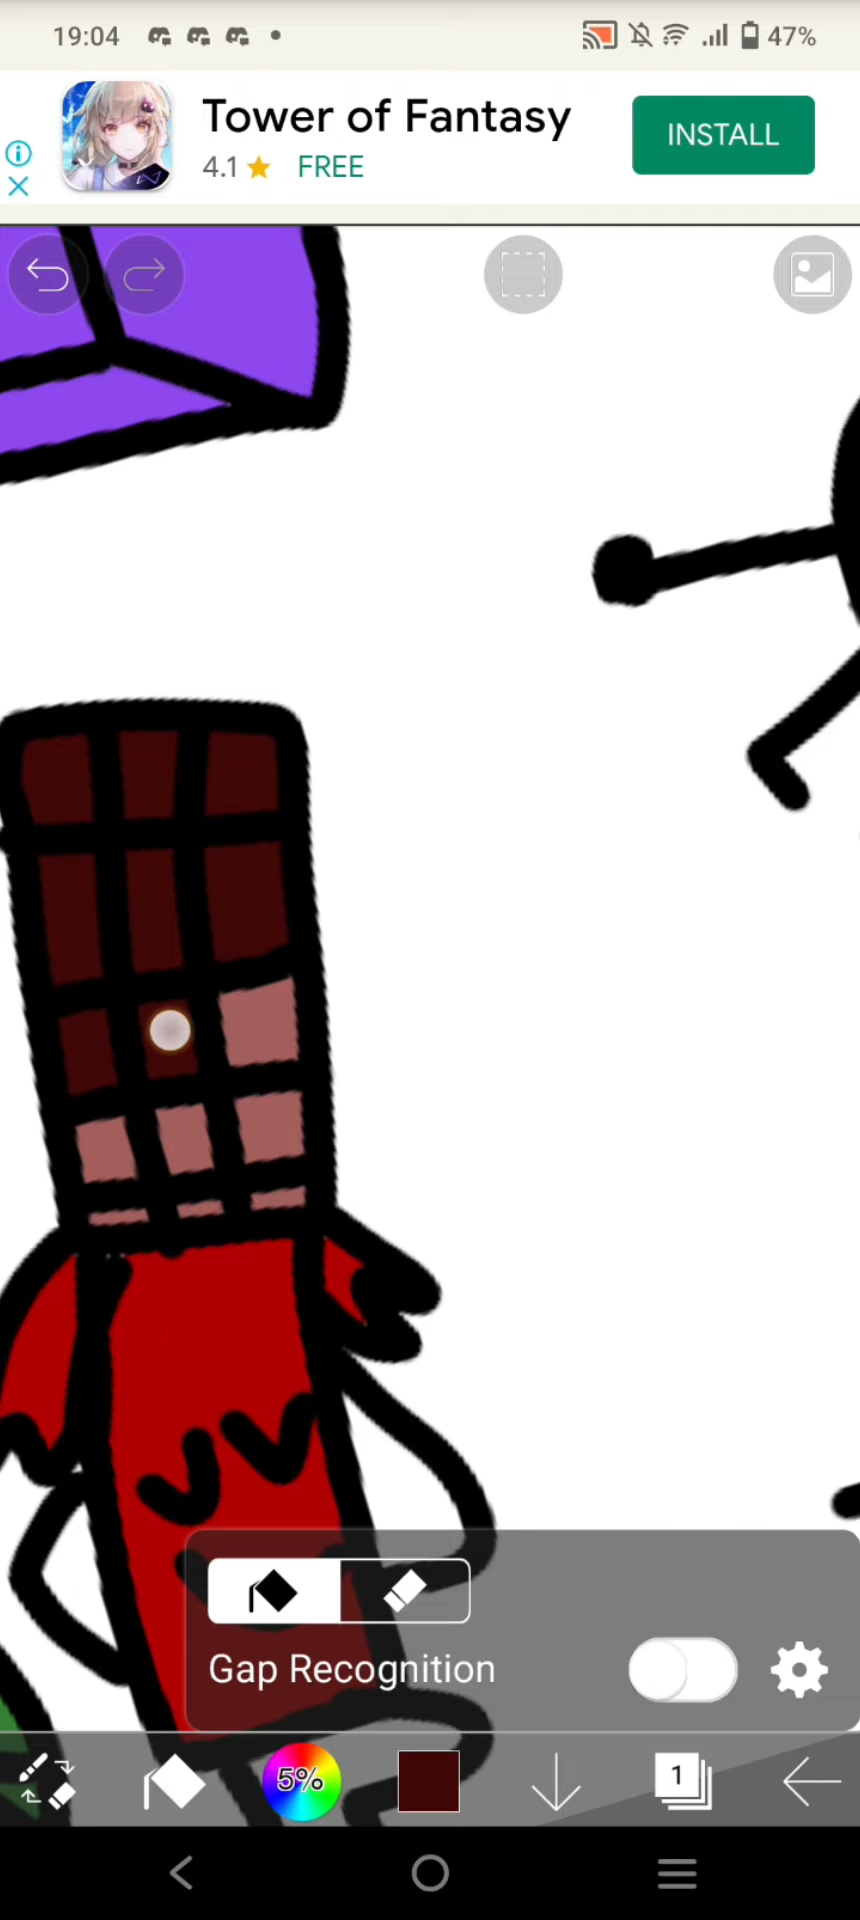 19:04
47%
Tower of Fantasy
4.1 ★ FREE
INSTALL
Gap Recognition
5%
1